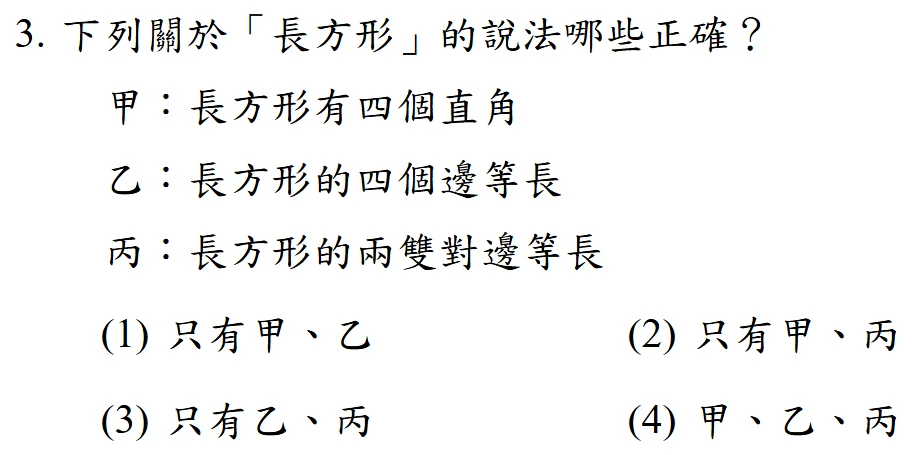 3. 下列關於「長方形」的說法哪些正確？
甲：長方形有四個直角
乙：長方形的四個邊等長
丙：長方形的兩雙對邊等長
(1) 只有甲、乙 (2) 只有甲、丙
(3) 只有乙、丙 (4) 甲、乙、丙